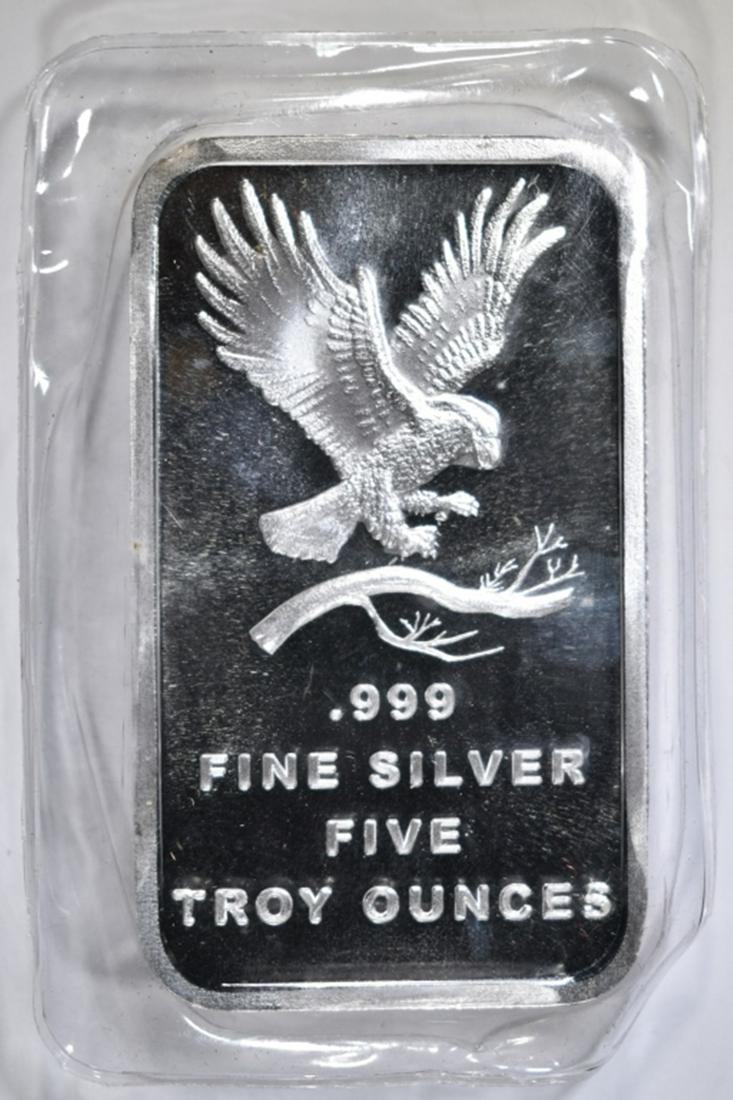 .999
FINE SILVER
FIVE
TROY OUNCES